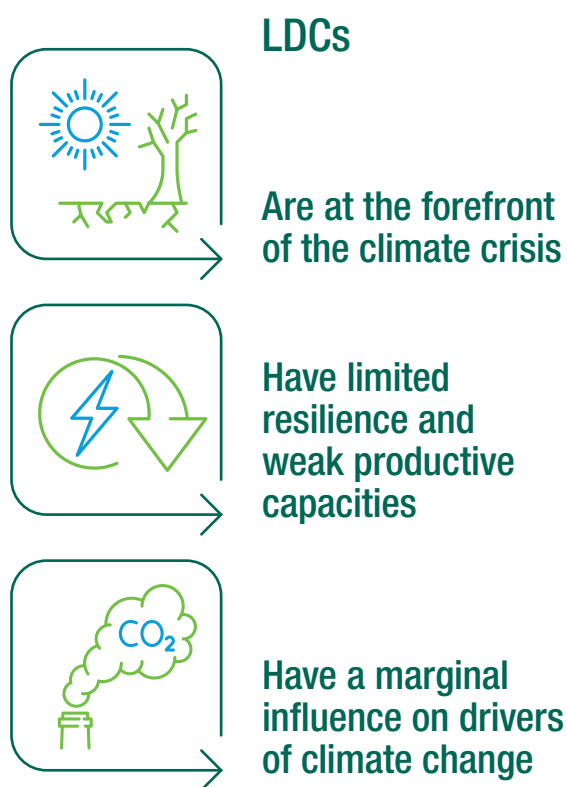 LDCs
Are at the forefront
of the climate crisis
Have limited
resilience and
weak productive
capacities
CO₂
Have a marginal
influence on drivers
of climate change